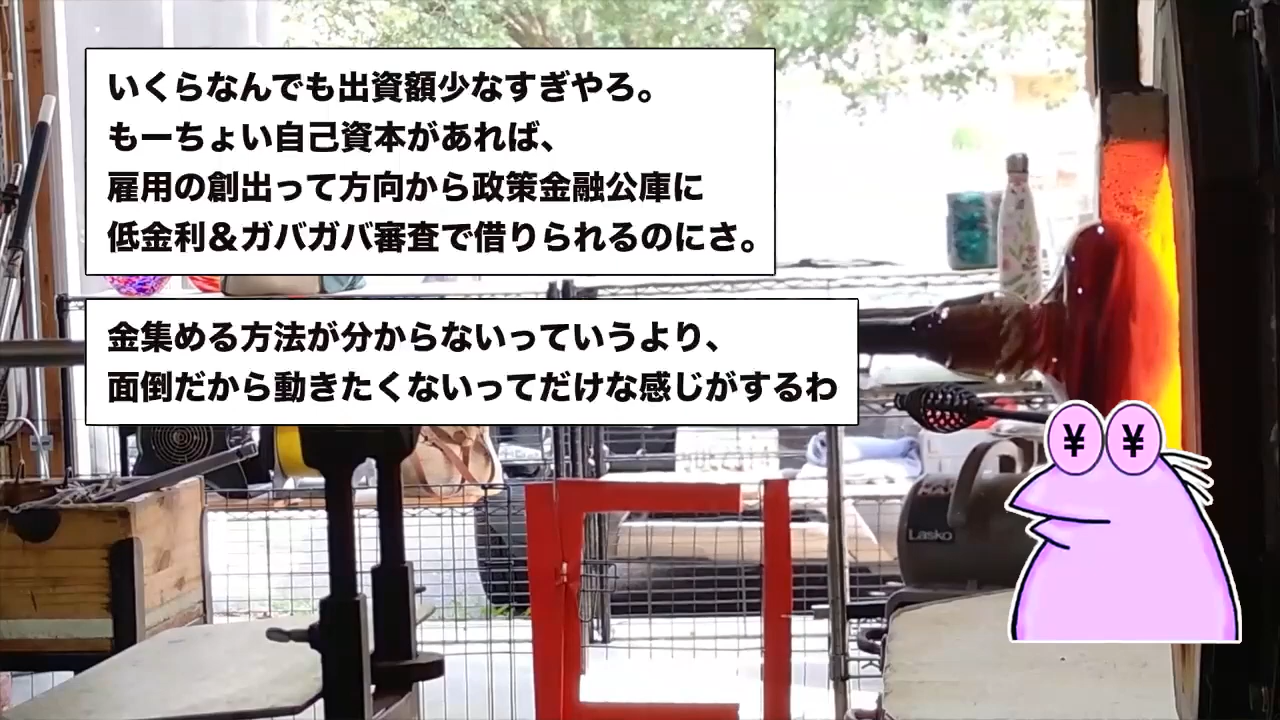 いくらなんでも出資額少なすぎやろ。
もーちょい自己資本があれば、
雇用の創出って方向から政策金融公庫に
低金利＆ガバガバ審査で借りられるのにさ。
金集める方法が分からないっていうより、
面倒だから動きたくないってだけな感じがするわ
¥ ¥
Lasko